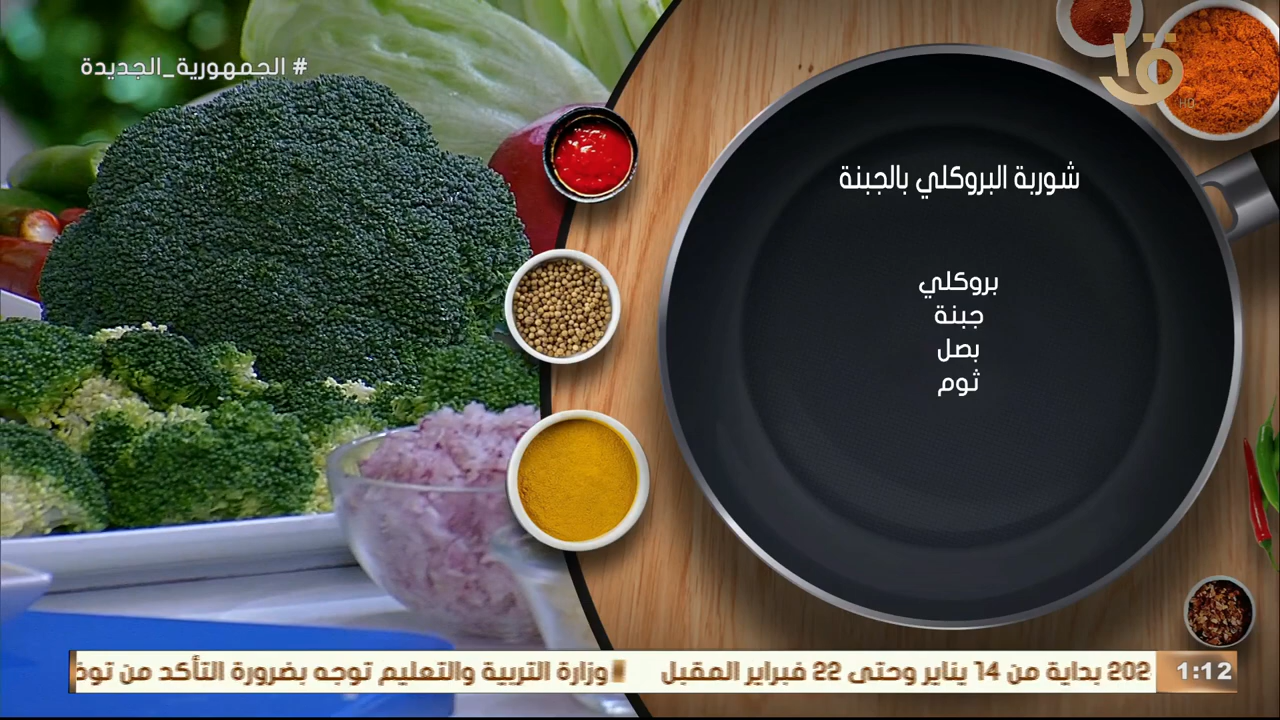 # الجمهورية_الجديدة
HD
شوربة البروكلي بالجبنة
بروكلي
جبنة
بصل
ثوم
202 بداية من 14 يناير وحتى 22 فبراير المقبل
وزارة التربية والتعليم توجه بضرورة التأكد من
1:12